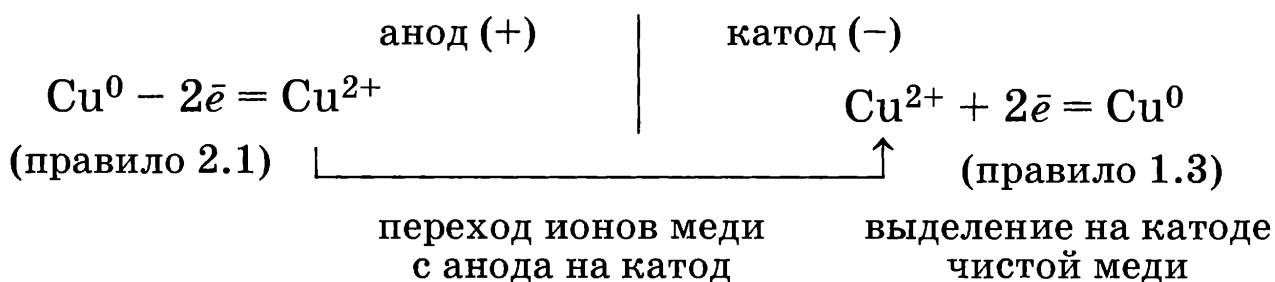 анод (+) катод (−)
Cu⁰ − 2ē = Cu²⁺
Cu²⁺ + 2ē = Cu⁰
(правило 2.1) (правило 1.3)
переход ионов меди выделение на катоде
с анода на катод чистой меди